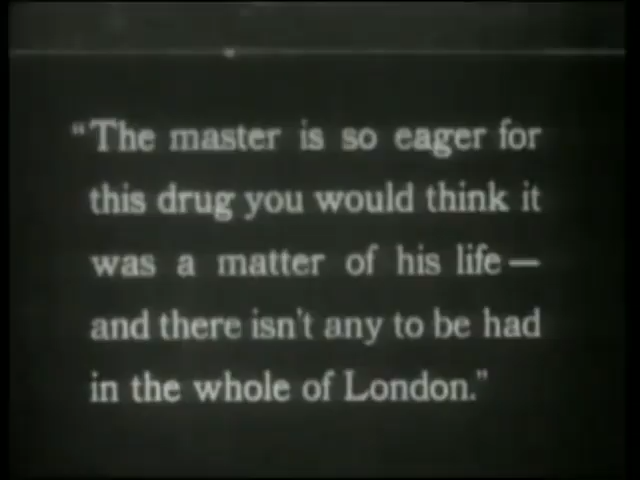 "The master is so eager for
this drug you would think it
was a matter of his life—
and there isn't any to be had
in the whole of London."